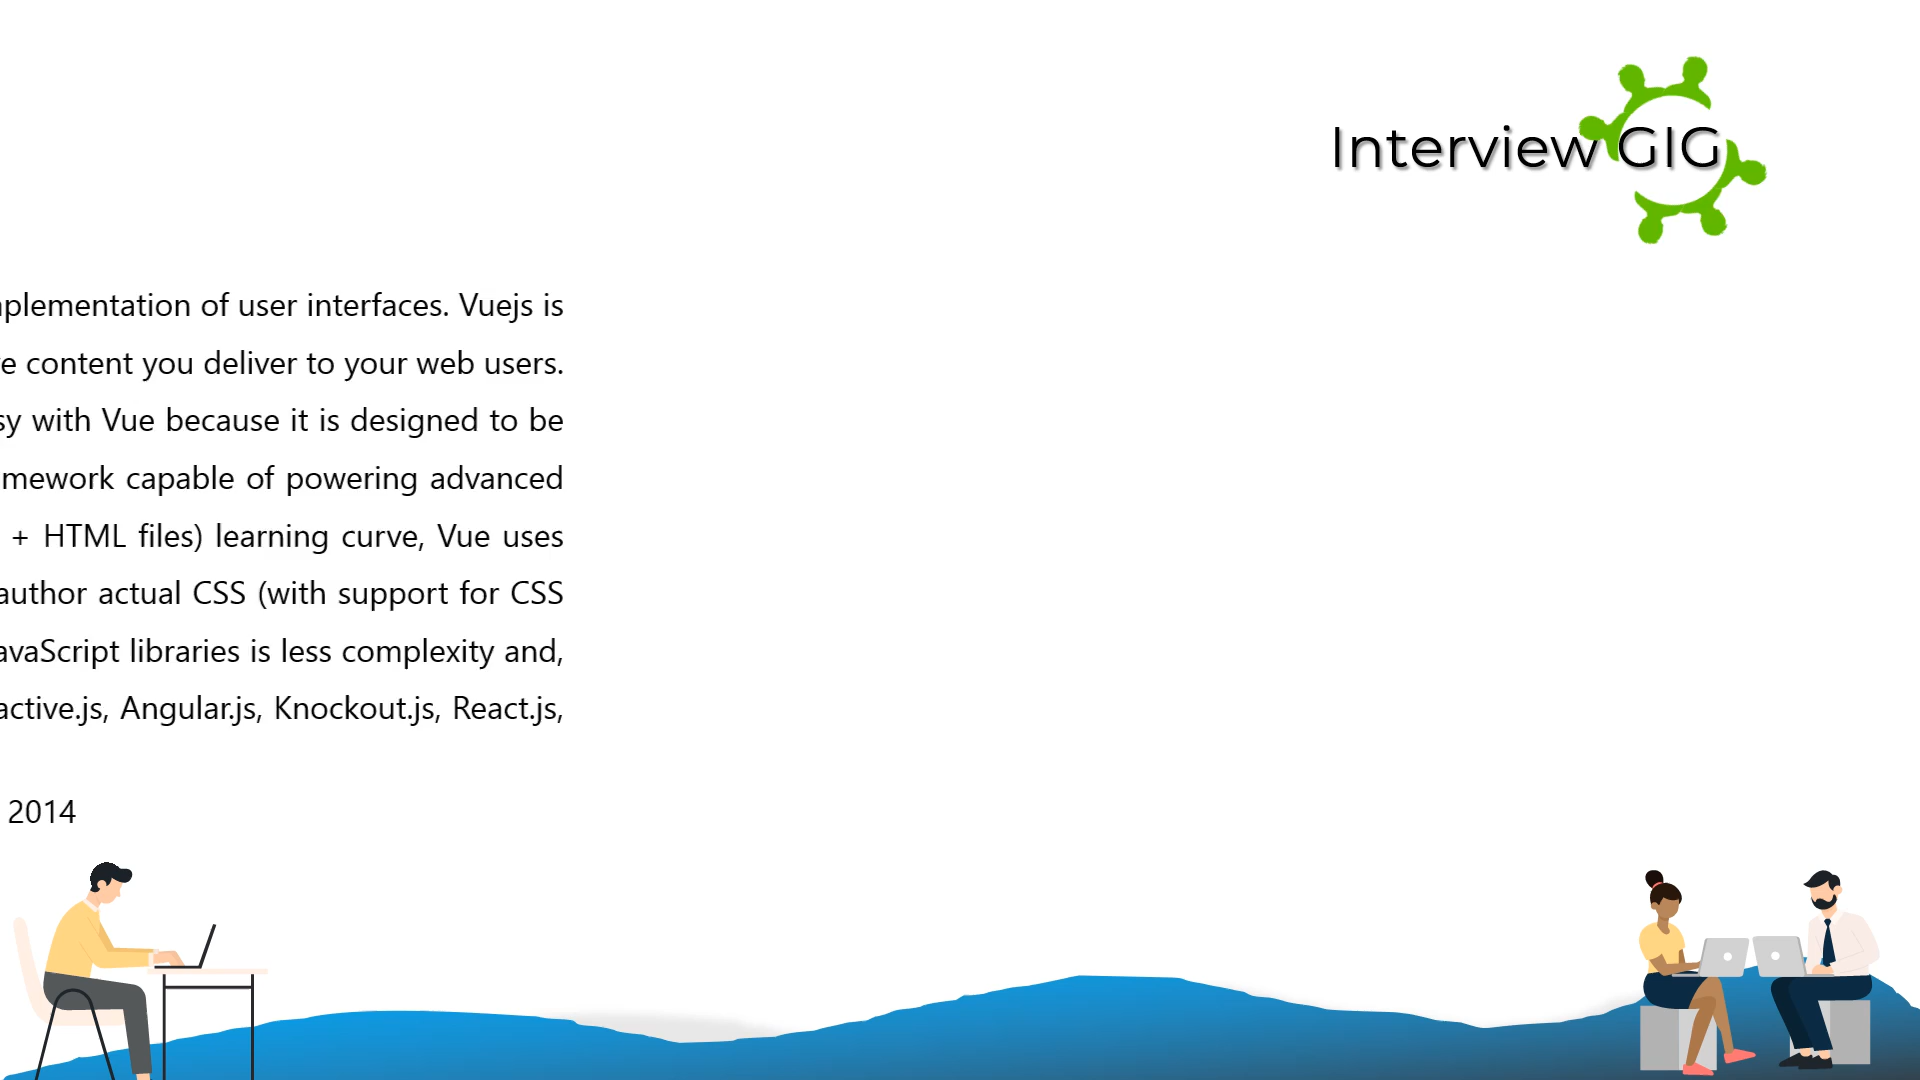 Interview GIG
plementation of user interfaces. Vuejs is
e content you deliver to your web users.
sy with Vue because it is designed to be
mework capable of powering advanced
+ HTML files) learning curve, Vue uses
author actual CSS (with support for CSS
avaScript libraries is less complexity and,
active.js, Angular.js, Knockout.js, React.js,
2014